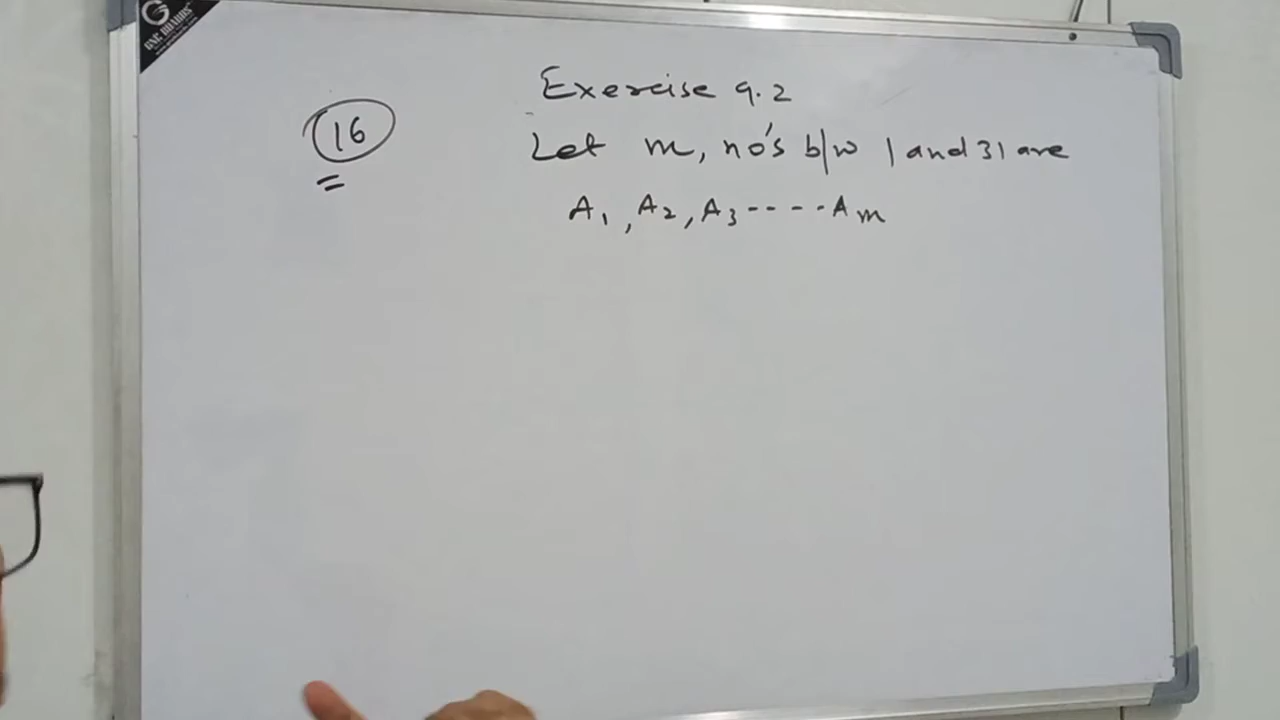 Exercise 9.2
(16) Let m, no's b/w 1 and 31 are
A1, A2, A3 ----- Am